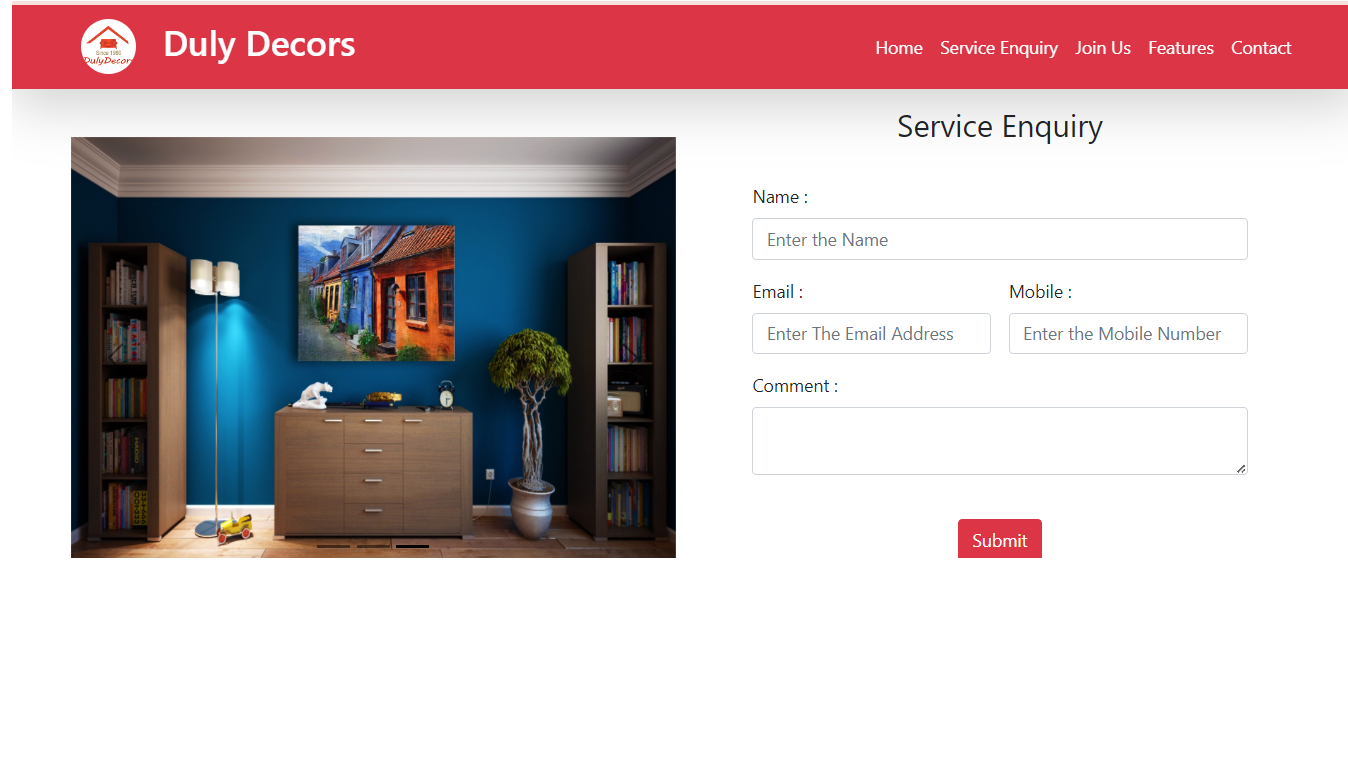 Since 1980
DulyDecors
Duly Decors
Home Service Enquiry Join Us Features Contact
Service Enquiry
Name :
Enter the Name
Email : Mobile :
Enter The Email Address Enter the Mobile Number
Comment :
Submit